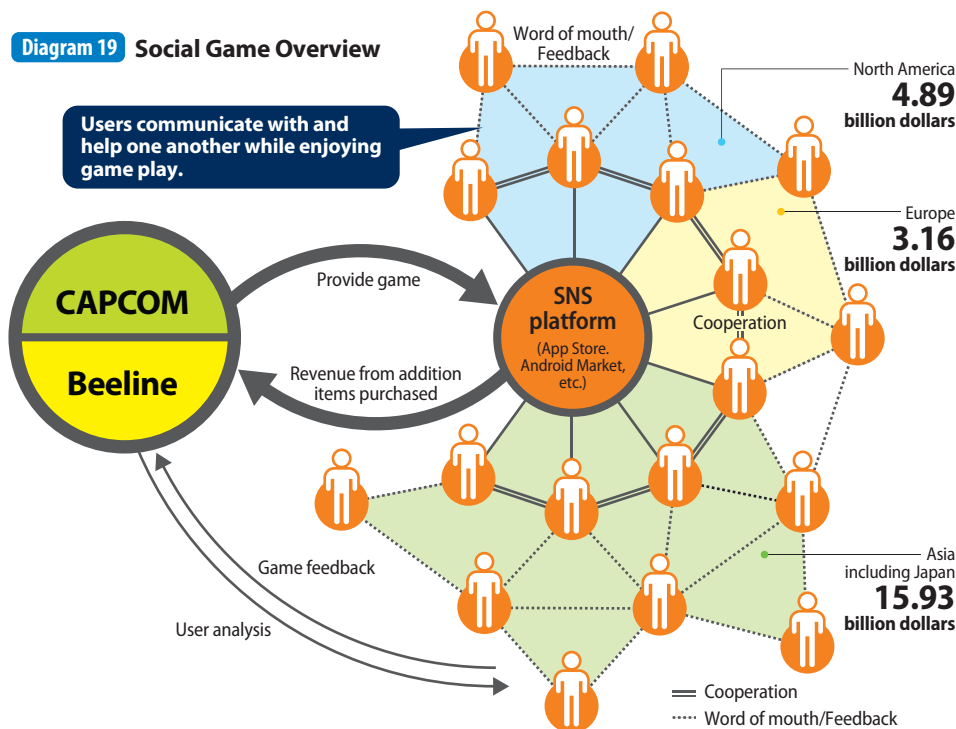 Diagram 19 Social Game Overview
Word of mouth/
Feedback
North America
4.89
billion dollars
Users communicate with and
help one another while enjoying
game play.
Europe
3.16
billion dollars
Provide game
CAPCOM
Beeline
SNS
platform
(App Store.
Android Market,
etc.)
Cooperation
Revenue from addition
items purchased
Asia
including Japan
15.93
billion dollars
Game feedback
User analysis
Cooperation
Word of mouth/Feedback